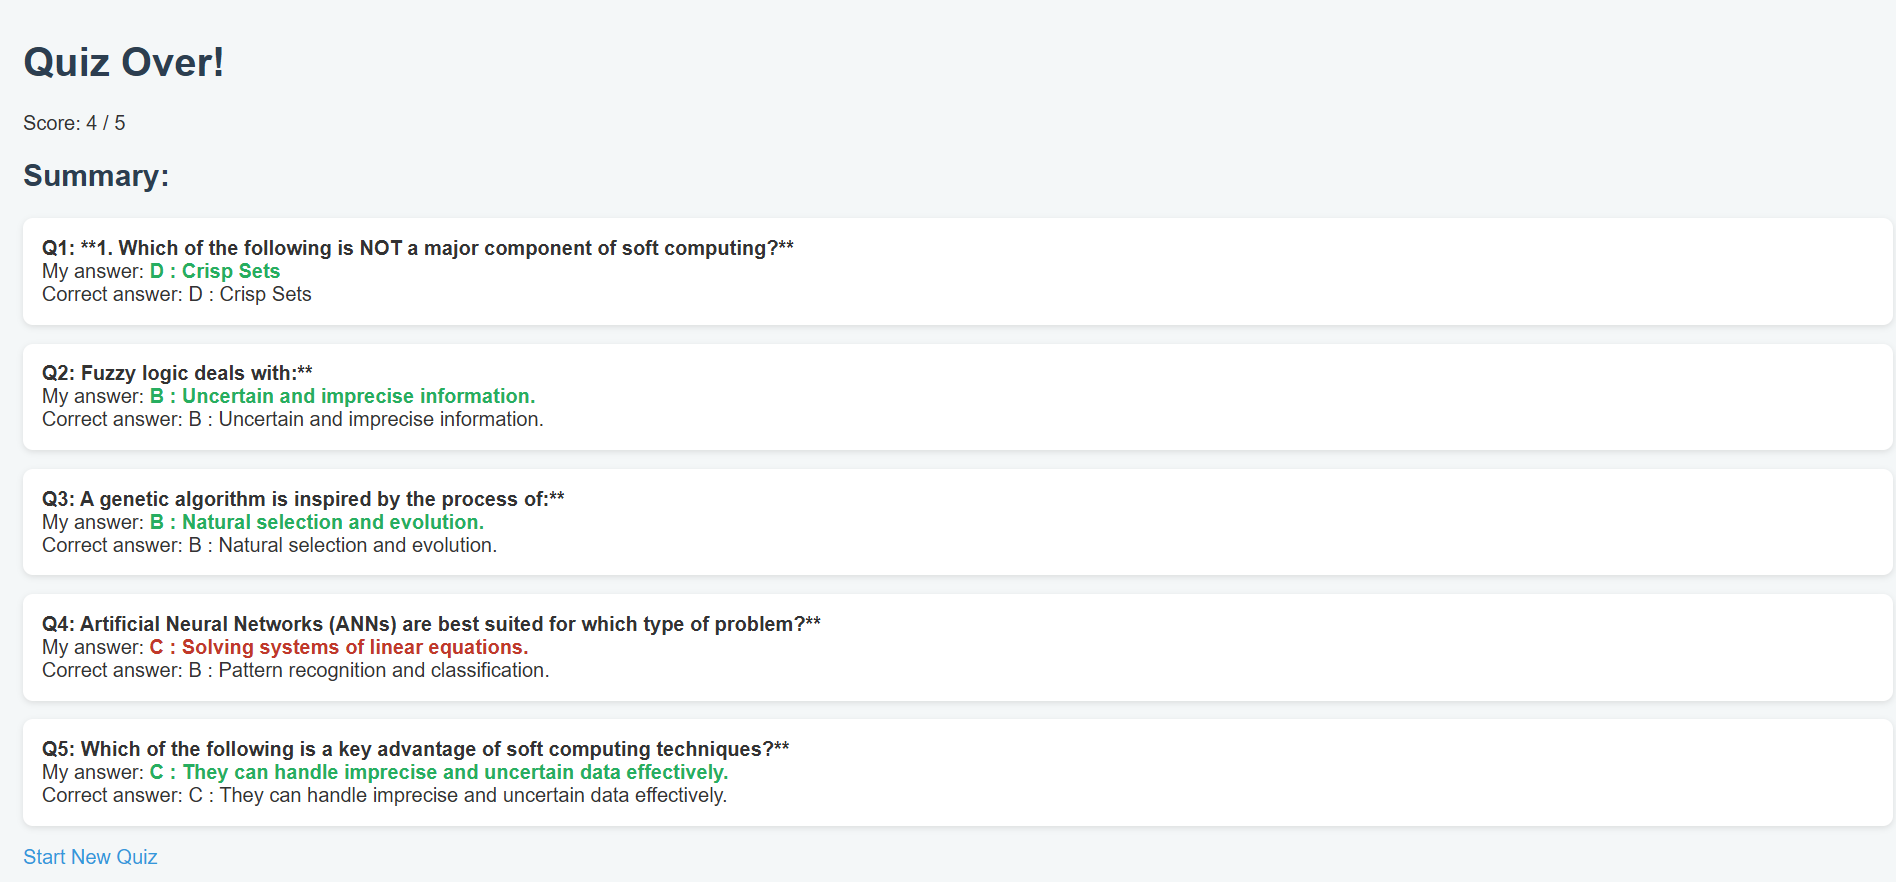 Quiz Over!
Score: 4 / 5
Summary:
Q1: **1. Which of the following is NOT a major component of soft computing?**
My answer: D : Crisp Sets
Correct answer: D : Crisp Sets
Q2: Fuzzy logic deals with:**
My answer: B : Uncertain and imprecise information.
Correct answer: B : Uncertain and imprecise information.
Q3: A genetic algorithm is inspired by the process of:**
My answer: B : Natural selection and evolution.
Correct answer: B : Natural selection and evolution.
Q4: Artificial Neural Networks (ANNs) are best suited for which type of problem?**
My answer: C : Solving systems of linear equations.
Correct answer: B : Pattern recognition and classification.
Q5: Which of the following is a key advantage of soft computing techniques?**
My answer: C : They can handle imprecise and uncertain data effectively.
Correct answer: C : They can handle imprecise and uncertain data effectively.
Start New Quiz